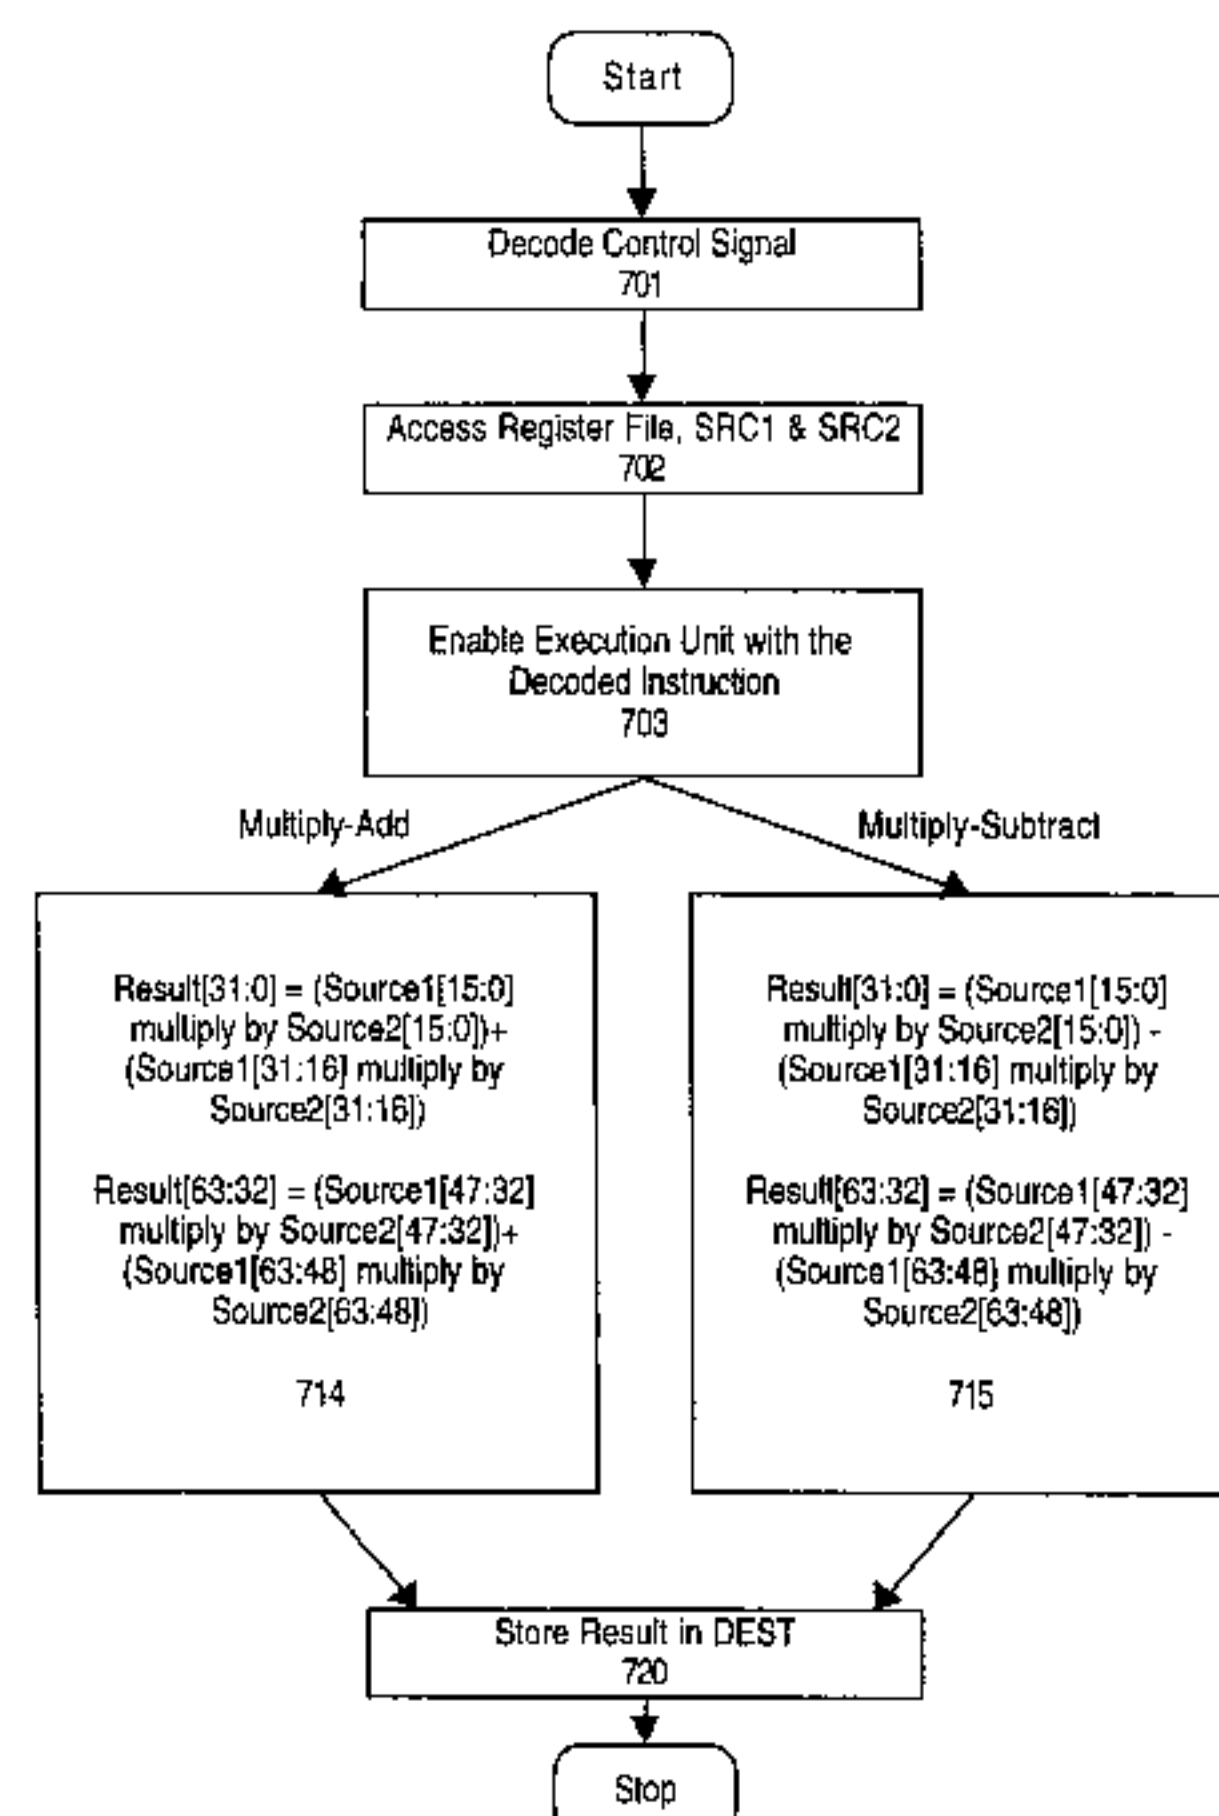 Start
Decode Control Signal
701
Access Register File, SRC1 & SRC2
702
Enable Execution Unit with the
Decoded Instruction
703
Multiply-Add
Multiply-Subtract
Result[31:0] = (Source1[15:0]
multiply by Source2[15:0])+
(Source1[31:16] multiply by
Source2[31:16])
Result[63:32] = (Source1[47:32]
multiply by Source2[47:32])+
(Source1[63:48] multiply by
Source2[63:48])
714
Result[31:0] = (Source1[15:0]
multiply by Source2[15:0]) -
(Source1[31:16] multiply by
Source2[31:16])
Result[63:32] = (Source1[47:32]
multiply by Source2[47:32]) -
(Source1[63:48] multiply by
Source2[63:48])
715
Store Result in DEST
720
Stop